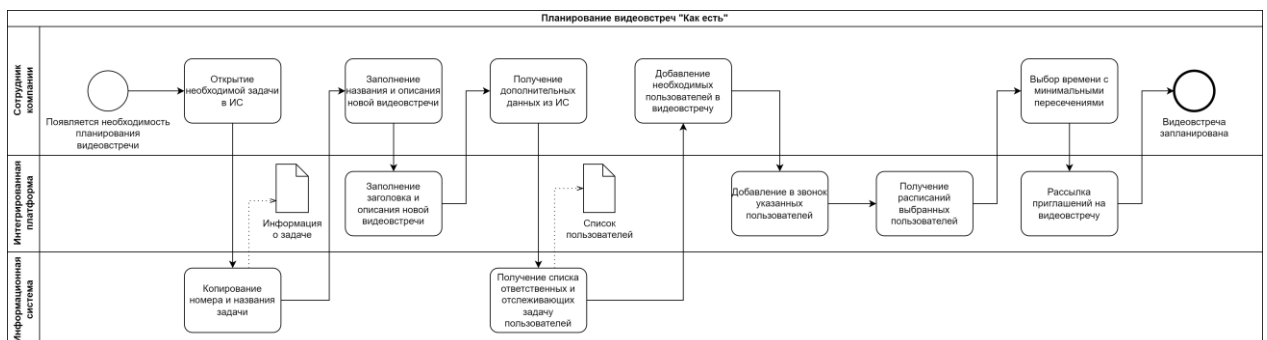 Планирование видеовстреч "Как есть"
Сотрудник
компании
Появляется необходимость
планирования
видеовстречи
Открытие
необходимой задачи
в ИС
Заполнение
названия и описания
новой видеовстречи
Получение
дополнительных
данных из ИС
Добавление
необходимых
пользователей в
видеовстречу
Выбор времени с
минимальными
пересечениями
Видеовстреча
запланирована
Интегрированная
платформа
Информация
о задаче
Заполнение
заголовка и
описания новой
видеовстречи
Список
пользователей
Добавление в звонок
указанных
пользователей
Получение
расписаний
выбранных
пользователей
Рассылка
приглашений на
видеовстречу
Информационная
система
Копирование
номера и названия
задачи
Получение списка
ответственных и
отслеживающих
задачу
пользователей